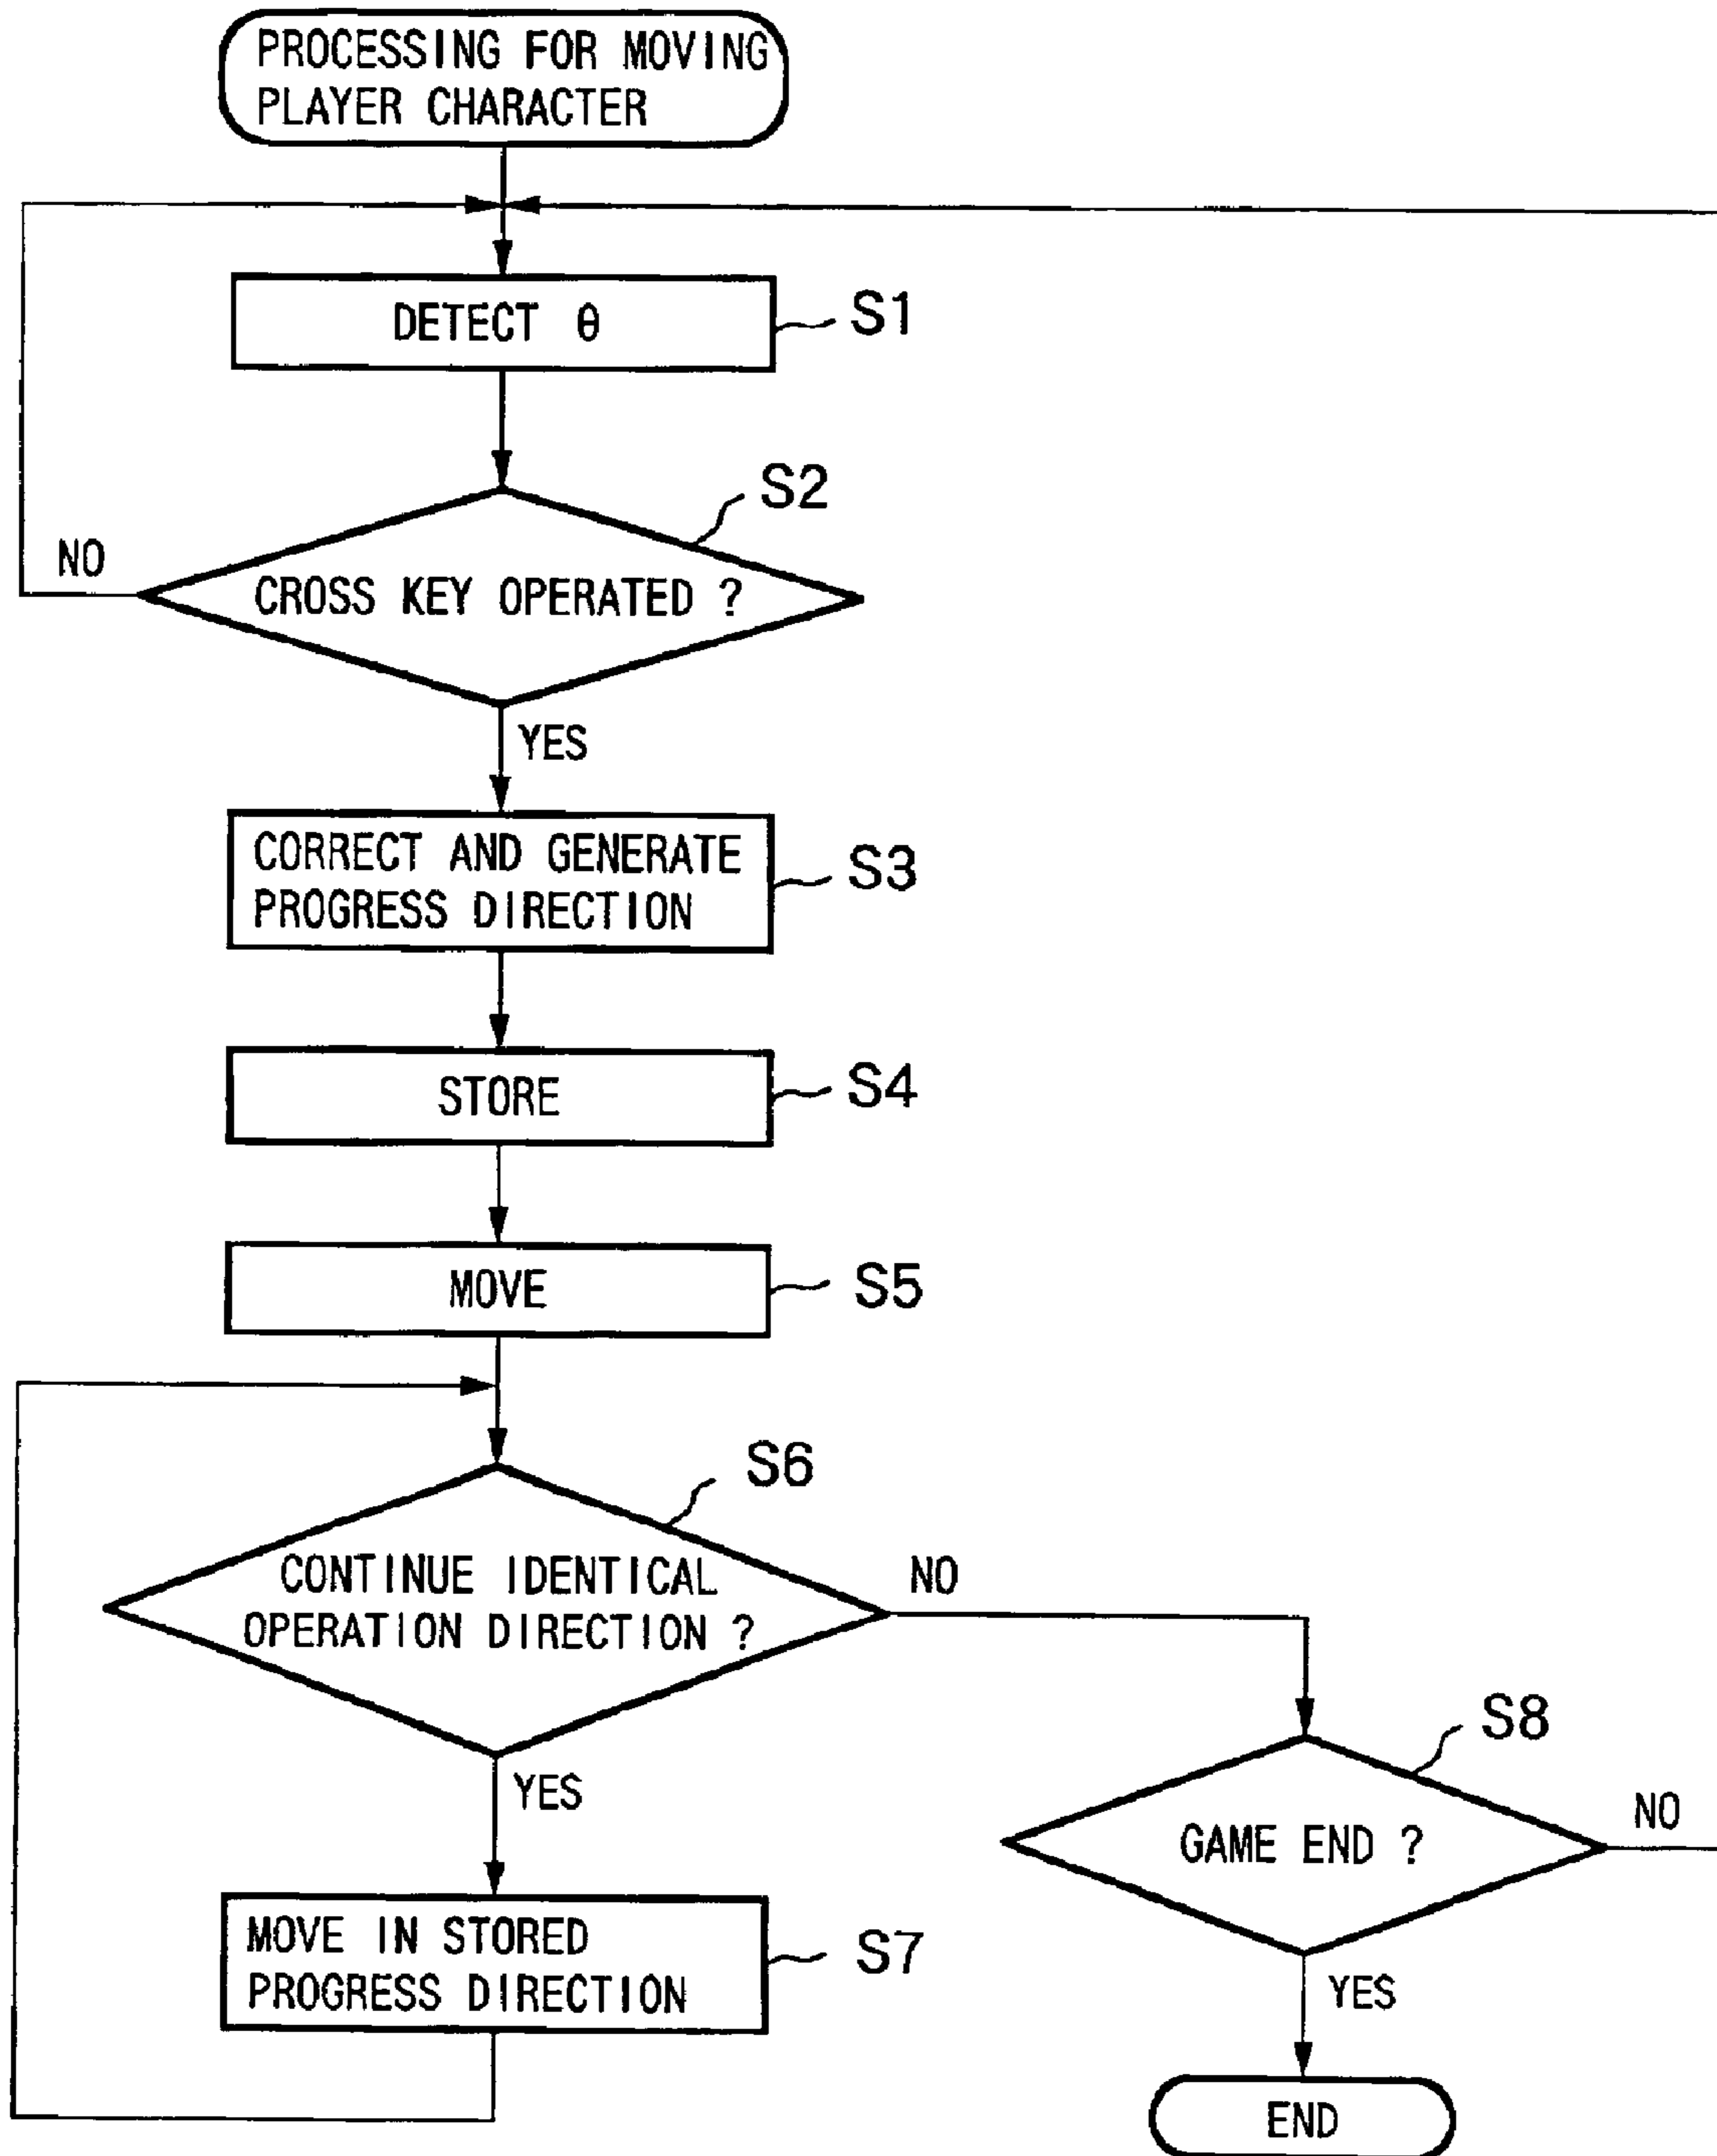 PROCESSING FOR MOVING
PLAYER CHARACTER
DETECT θ
S1
S2
NO
CROSS KEY OPERATED ?
YES
CORRECT AND GENERATE
PROGRESS DIRECTION
S3
STORE
S4
MOVE
S5
S6
CONTINUE IDENTICAL
OPERATION DIRECTION ?
NO
YES
S8
GAME END ?
NO
MOVE IN STORED
PROGRESS DIRECTION
S7
YES
END